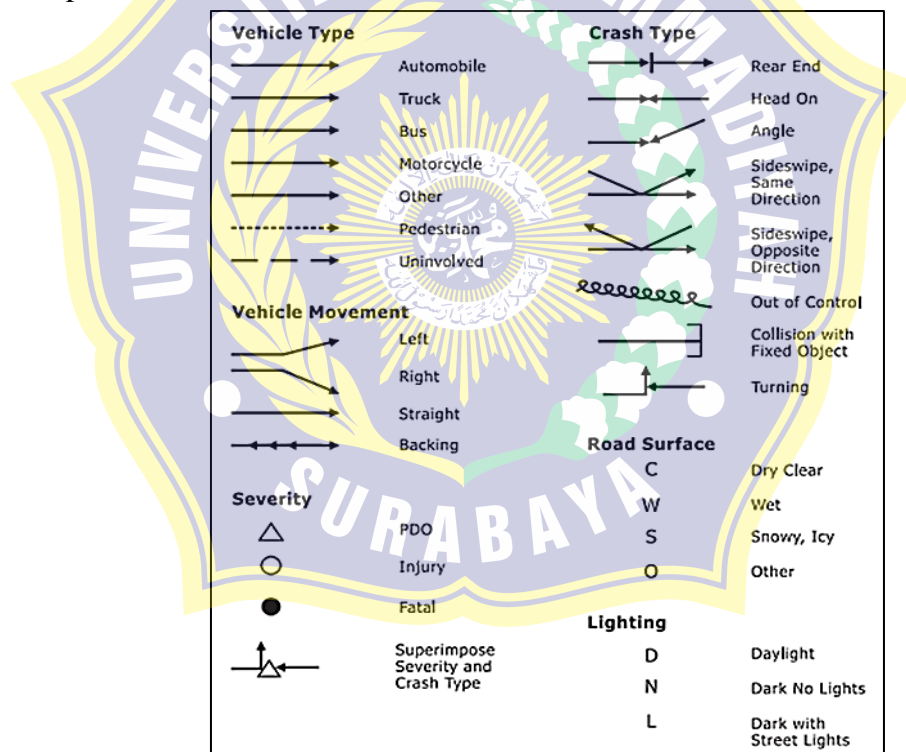 Vehicle Type
Automobile
Truck
Bus
Motorcycle
Other
Pedestrian
Uninvolved
Vehicle Movement
Left
Right
Straight
Backing
Severity
PDO
Injury
Fatal
Superimpose
Severity and
Crash Type
Crash Type
Rear End
Head On
Angle
Sideswipe,
Same
Direction
Sideswipe,
Opposite
Direction
Out of Control
Collision with
Fixed Object
Turning
Road Surface
C Dry Clear
W Wet
S Snowy, Icy
O Other
Lighting
D Daylight
N Dark No Lights
L Dark with
Street Lights
SURABAYA